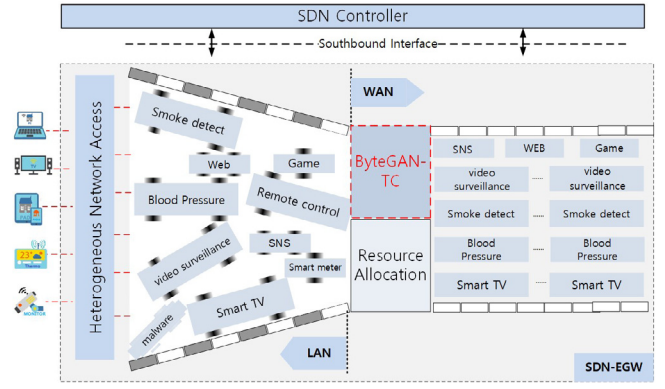 SDN Controller
Southbound Interface
Heterogeneous Network Access
WAN
Smoke detect
Web
Game
Blood Pressure
Remote control
video surveillance
SNS
Smart meter
Smart TV
malware
LAN
ByteGAN-
TC
Resource
Allocation
SNS WEB Game
video
surveillance
......
video
surveillance
Smoke detect ...... Smoke detect
Blood
Pressure
......
Blood
Pressure
Smart TV ...... Smart TV
SDN-EGW
23°
MONITOR